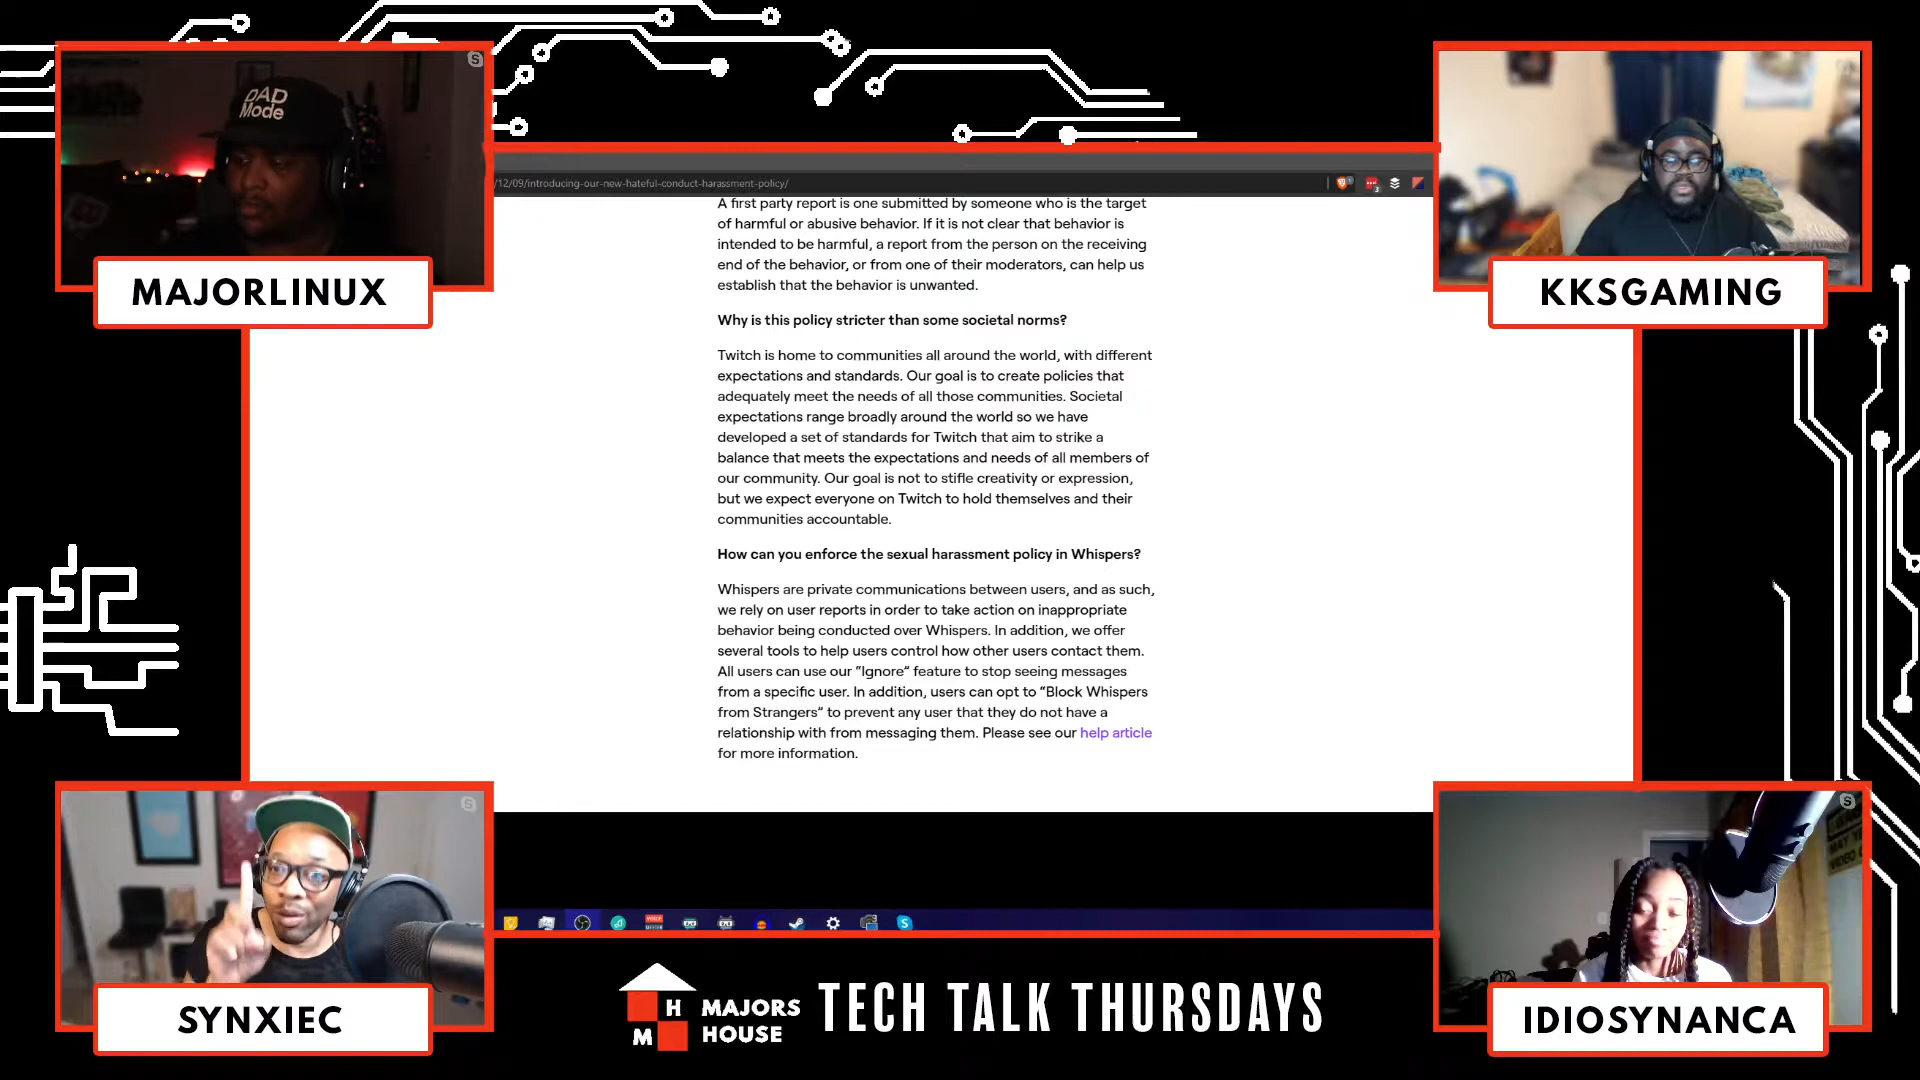 DAD
Mode
MAJORLINUX
KKSGAMING
/12/09/introducing-our-new-hateful-conduct-harassment-policy/
A first party report is one submitted by someone who is the target
of harmful or abusive behavior. If it is not clear that behavior is
intended to be harmful, a report from the person on the receiving
end of the behavior, or from one of their moderators, can help us
establish that the behavior is unwanted.
Why is this policy stricter than some societal norms?
Twitch is home to communities all around the world, with different
expectations and standards. Our goal is to create policies that
adequately meet the needs of all those communities. Societal
expectations range broadly around the world so we have
developed a set of standards for Twitch that aim to strike a
balance that meets the expectations and needs of all members of
our community. Our goal is not to stifle creativity or expression,
but we expect everyone on Twitch to hold themselves and their
communities accountable.
How can you enforce the sexual harassment policy in Whispers?
Whispers are private communications between users, and as such,
we rely on user reports in order to take action on inappropriate
behavior being conducted over Whispers. In addition, we offer
several tools to help users control how other users contact them.
All users can use our “Ignore” feature to stop seeing messages
from a specific user. In addition, users can opt to “Block Whispers
from Strangers” to prevent any user that they do not have a
relationship with from messaging them. Please see our help article
for more information.
SYNXIEC
IDIOSYNANCA
H
M
MAJORS
HOUSE
TECH TALK THURSDAYS